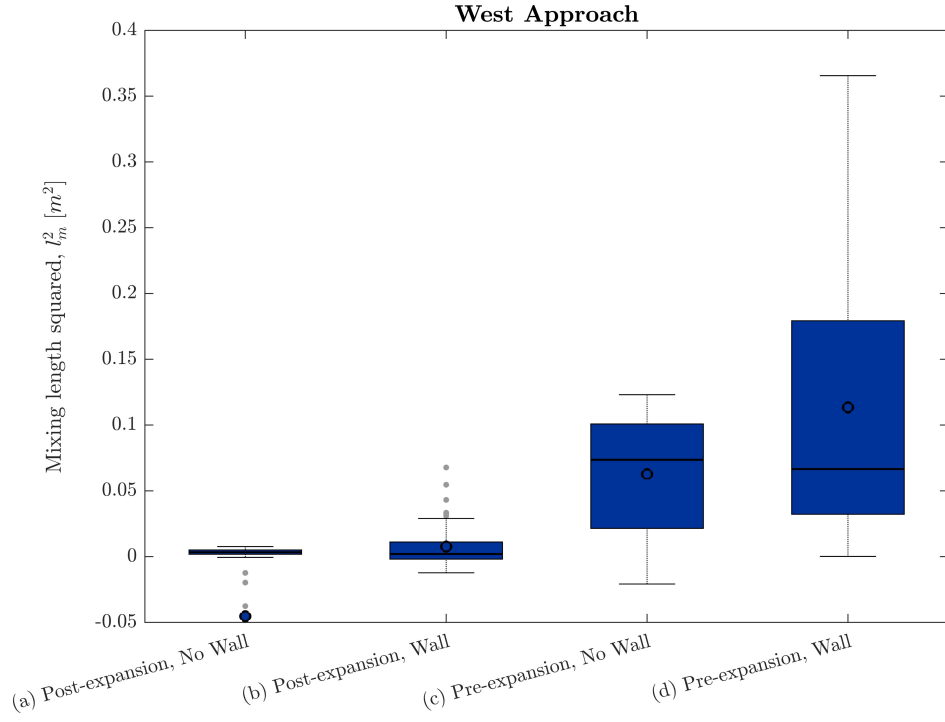 West Approach
Mixing length squared, $l_m^2$ [$m^2$]
0.4
0.35
0.3
0.25
0.2
0.15
0.1
0.05
0
-0.05
(a) Post-expansion, No Wall
(b) Post-expansion, Wall
(c) Pre-expansion, No Wall
(d) Pre-expansion, Wall